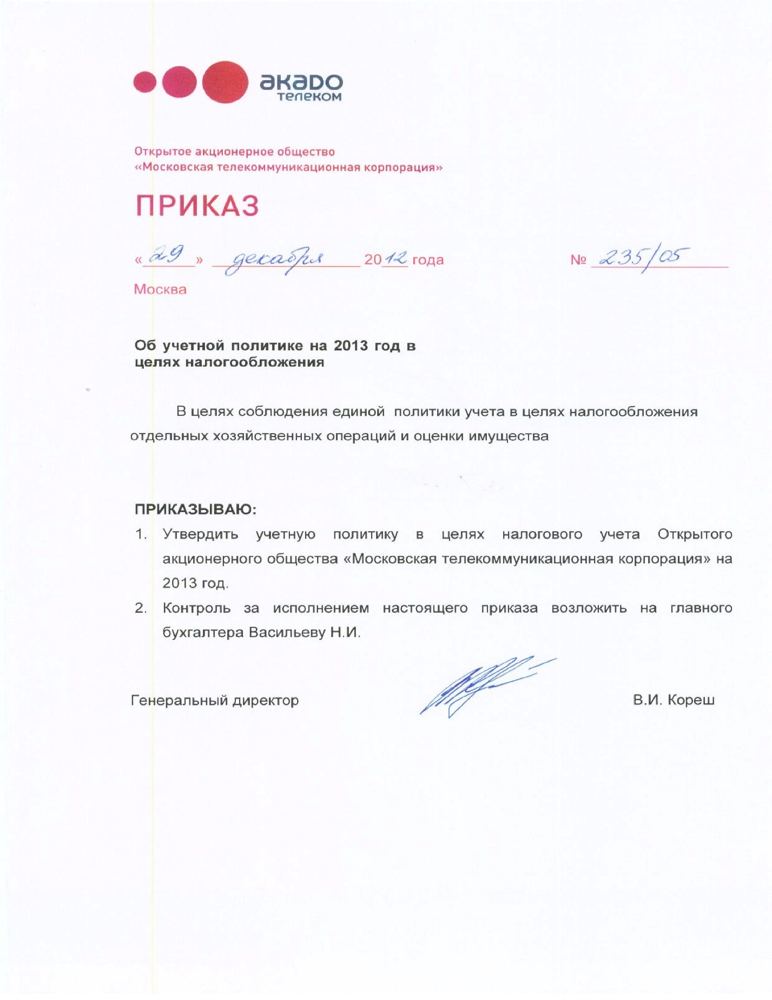 акадо
телеком
Открытое акционерное общество
«Московская телекоммуникационная корпорация»
ПРИКАЗ
«29» декабря 2012 года № 235/05
Москва
Об учетной политике на 2013 год в
целях налогообложения
В целях соблюдения единой политики учета в целях налогообложения
отдельных хозяйственных операций и оценки имущества
ПРИКАЗЫВАЮ:
1. Утвердить учетную политику в целях налогового учета Открытого
акционерного общества «Московская телекоммуникационная корпорация» на
2013 год.
2. Контроль за исполнением настоящего приказа возложить на главного
бухгалтера Васильеву Н.И.
Генеральный директор В.И. Кореш